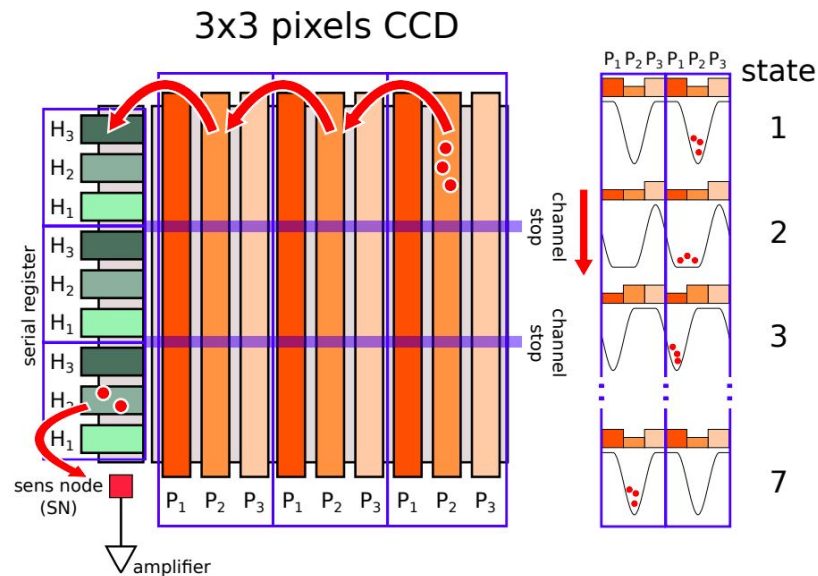 3x3 pixels CCD
P₁ P₂ P₃ P₁ P₂ P₃ state
1
2
3
7
H₃
H₂
H₁
H₃
H₂
H₁
H₃
H₁
serial register
stop
channel
stop
channel
P₁ P₂ P₃ P₁ P₂ P₃ P₁ P₂ P₃
sens node
(SN)
amplifier